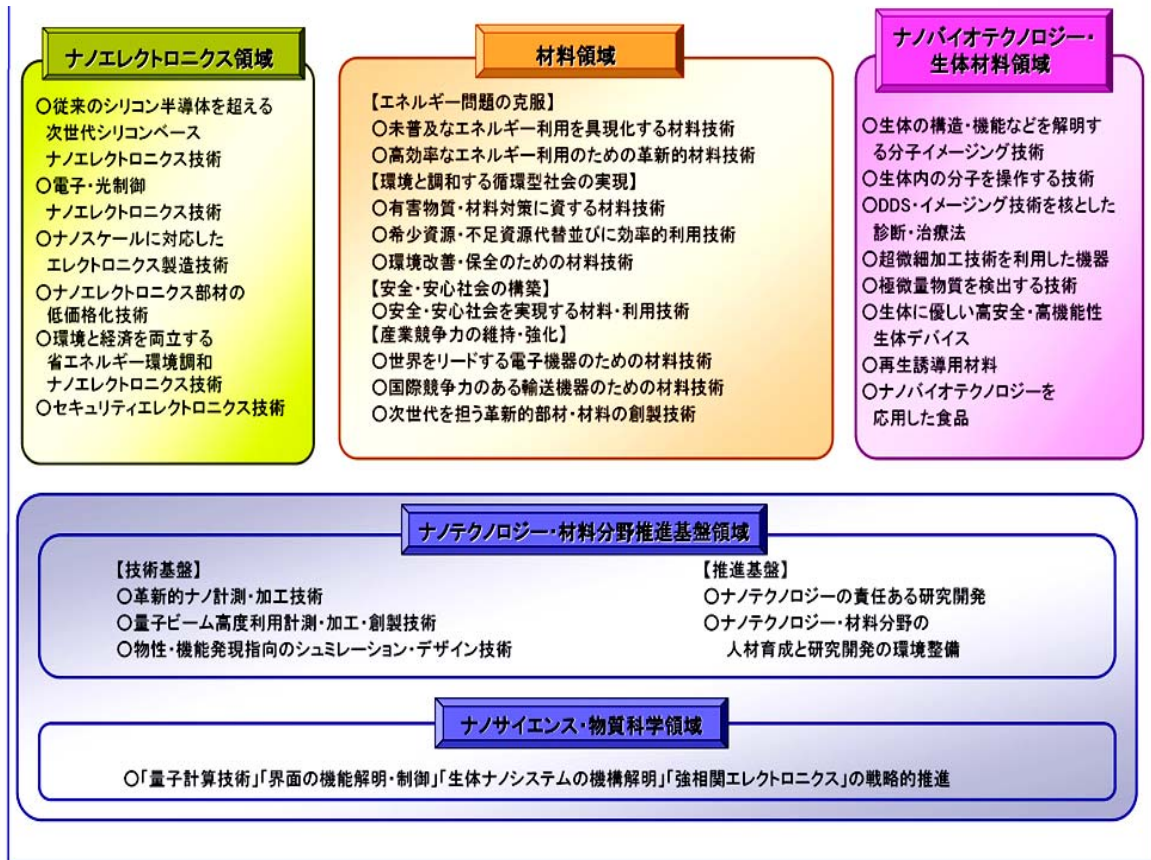 ナノエレクトロニクス領域
○従来のシリコン半導体を超える
次世代シリコンベース
ナノエレクトロニクス技術
○電子・光制御
ナノエレクトロニクス技術
○ナノスケールに対応した
エレクトロニクス製造技術
○ナノエレクトロニクス部材の
低価格化技術
○環境と経済を両立する
省エネルギー環境調和
ナノエレクトロニクス技術
○セキュリティエレクトロニクス技術
材料領域
【エネルギー問題の克服】
○未普及なエネルギー利用を具現化する材料技術
○高効率なエネルギー利用のための革新的材料技術
【環境と調和する循環型社会の実現】
○有害物質・材料対策に資する材料技術
○希少資源・不足資源代替並びに効率的利用技術
○環境改善・保全のための材料技術
【安全・安心社会の構築】
○安全・安心社会を実現する材料・利用技術
【産業競争力の維持・強化】
○世界をリードする電子機器のための材料技術
○国際競争力のある輸送機器のための材料技術
○次世代を担う革新的部材・材料の創製技術
ナノバイオテクノロジー・
生体材料領域
○生体の構造・機能などを解明す
る分子イメージング技術
○生体内の分子を操作する技術
○DDS・イメージング技術を核とした
診断・治療法
○超微細加工技術を利用した機器
○極微量物質を検出する技術
○生体に優しい高安全・高機能性
生体デバイス
○再生誘導用材料
○ナノバイオテクノロジーを
応用した食品
ナノテクノロジー・材料分野推進基盤領域
【技術基盤】
○革新的ナノ計測・加工技術
○量子ビーム高度利用計測・加工・創製技術
○物性・機能発現指向のシュミレーション・デザイン技術
【推進基盤】
○ナノテクノロジーの責任ある研究開発
○ナノテクノロジー・材料分野の
人材育成と研究開発の環境整備
ナノサイエンス・物質科学領域
○「量子計算技術」「界面の機能解明・制御」「生体ナノシステムの機構解明」「強相関エレクトロニクス」の戦略的推進